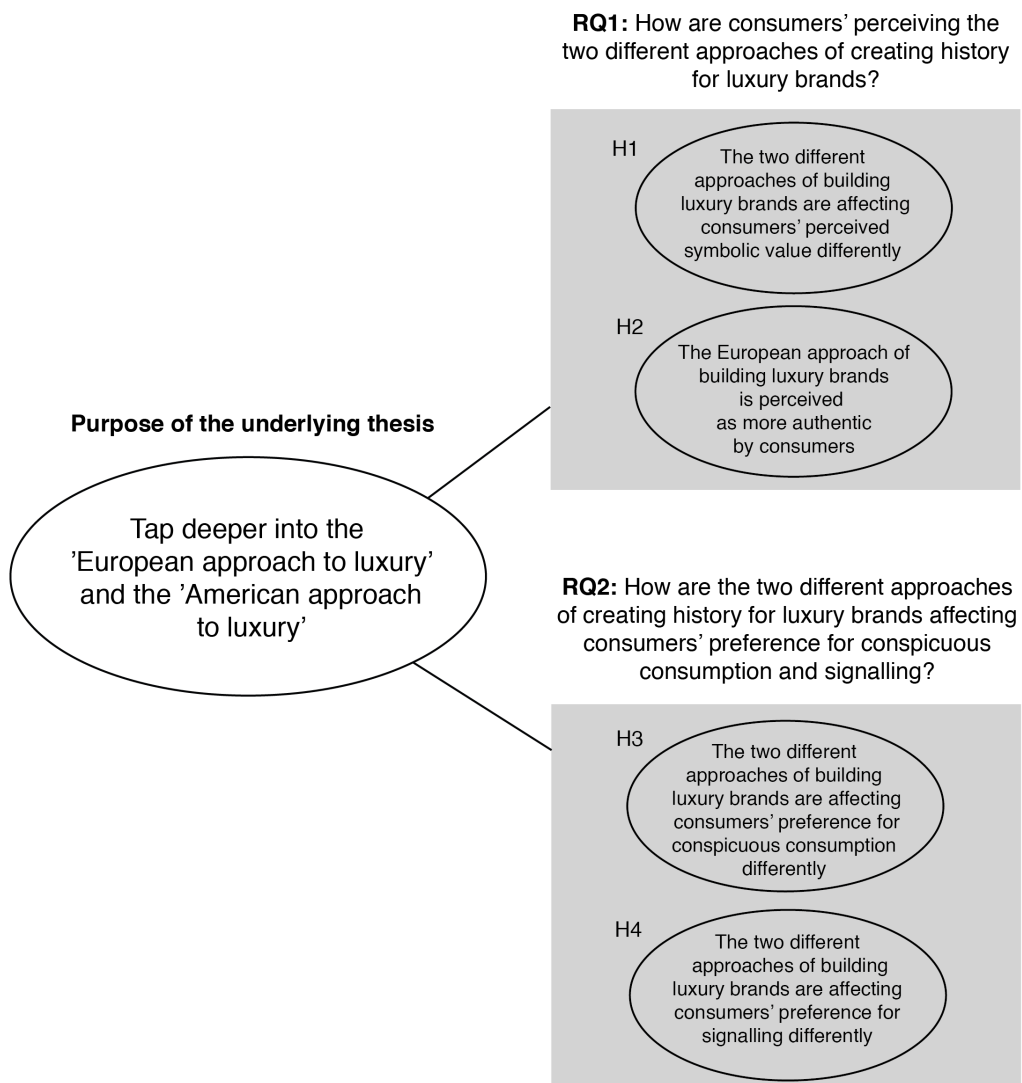 RQ1: How are consumers’ perceiving the
two different approaches of creating history
for luxury brands?
H1
The two different
approaches of building
luxury brands are affecting
consumers’ perceived
symbolic value differently
H2
The European approach of
building luxury brands
is perceived
as more authentic
by consumers
Purpose of the underlying thesis
Tap deeper into the
’European approach to luxury’
and the ’American approach
to luxury’
RQ2: How are the two different approaches
of creating history for luxury brands affecting
consumers’ preference for conspicuous
consumption and signalling?
H3
The two different
approaches of building
luxury brands are affecting
consumers’ preference for
conspicuous consumption
differently
H4
The two different
approaches of building
luxury brands are affecting
consumers’ preference for
signalling differently